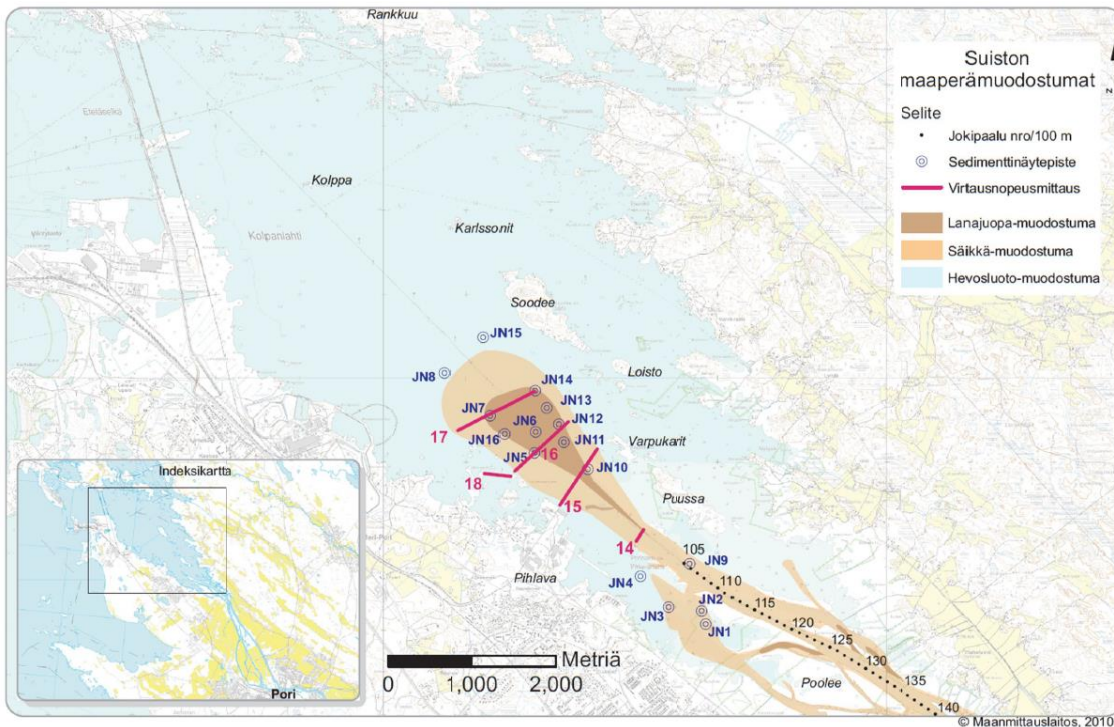 Rankkuu
Eteläselkä
Kolppa
Kolpanlahti
Karlssonit
Soodee
JN15
JN8
Loisto
JN14
JN7
JN13
JN12
JN6
17
JN16
JN11
Varpukarit
JN5
16
JN10
18
15
Puussa
14
105
JN9
Pihlava
JN4
110
JN2
115
JN3
JN1
120
125
130
Poolee
135
140
Suiston
maaperämuodostumat
N
Selite
Jokipaalu nro/100 m
Sedimenttinäytepiste
Virtausnopeusmittaus
Lanajuopa-muodostuma
Säikkä-muodostuma
Hevosluoto-muodostuma
Indeksikartta
Pori
Metriä
0 1,000 2,000
© Maanmittauslaitos, 2010